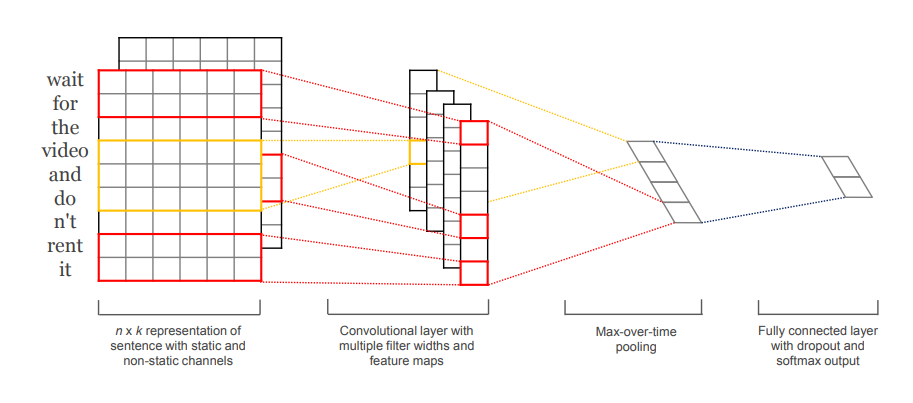 wait
for
the
video
and
do
n't
rent
it
n x k representation of
sentence with static and
non-static channels
Convolutional layer with
multiple filter widths and
feature maps
Max-over-time
pooling
Fully connected layer
with dropout and
softmax output